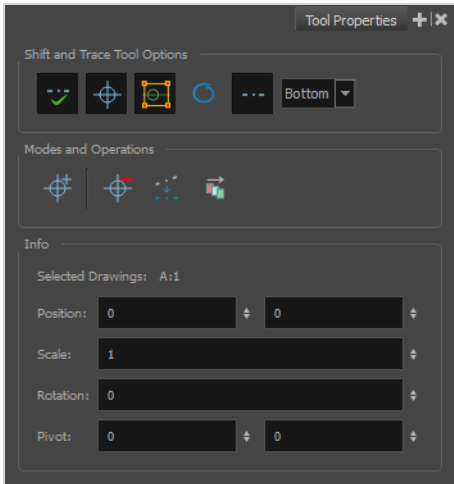 Tool Properties
Shift and Trace Tool Options
Bottom
Modes and Operations
Info
Selected Drawings: A:1
Position: 0 0
Scale: 1
Rotation: 0
Pivot: 0 0